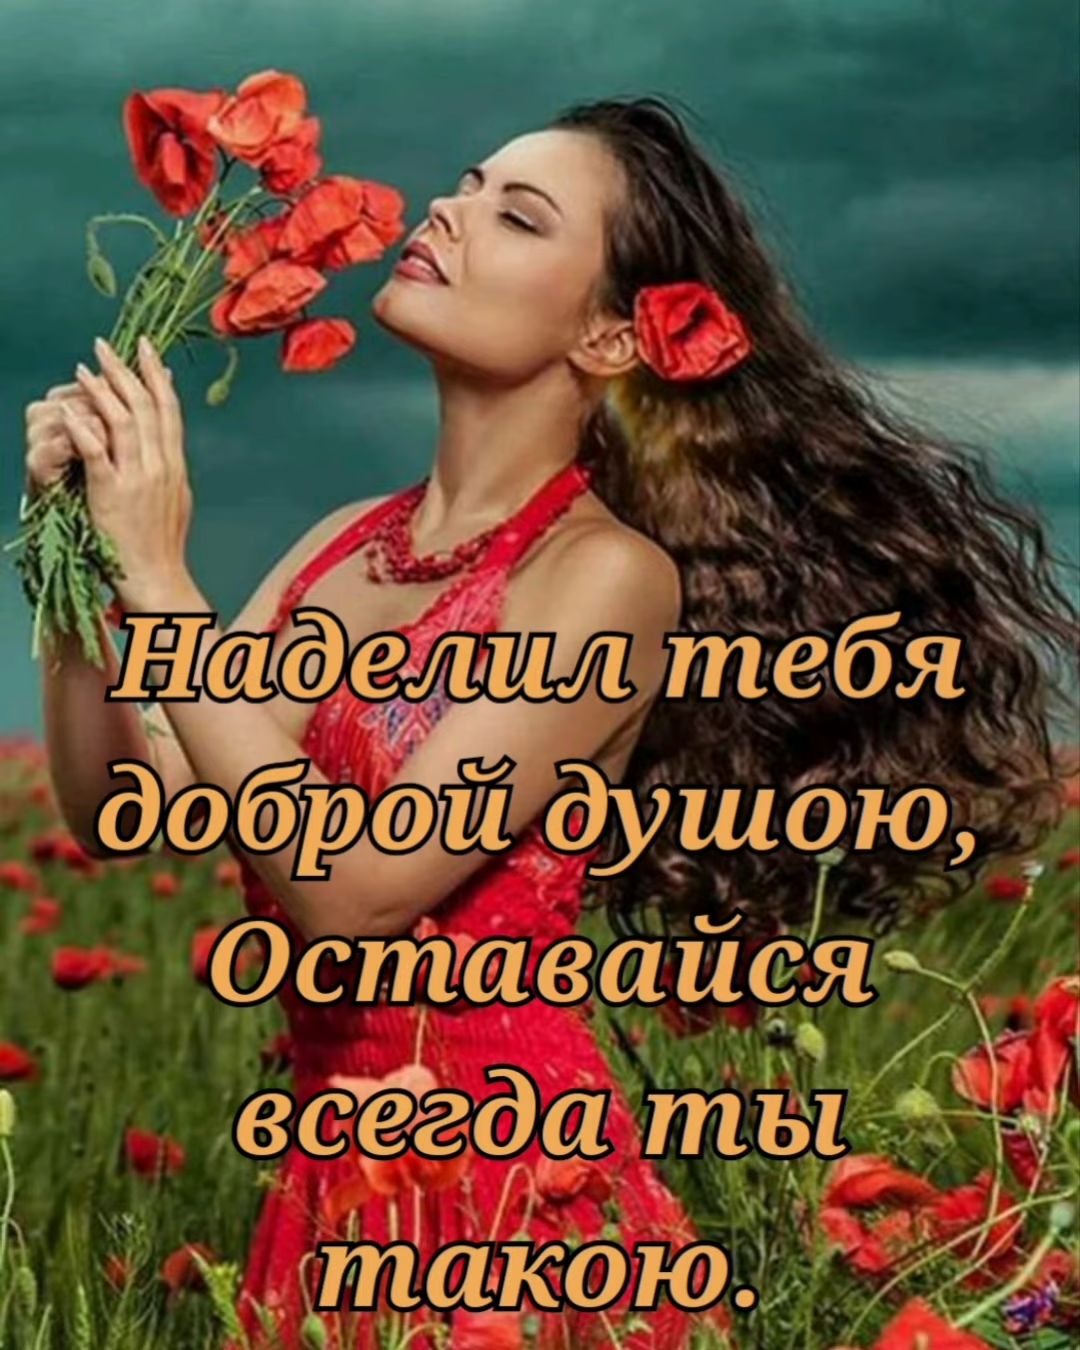 Наделил тебя
доброй душою,
Оставайся
всегда ты
такою.